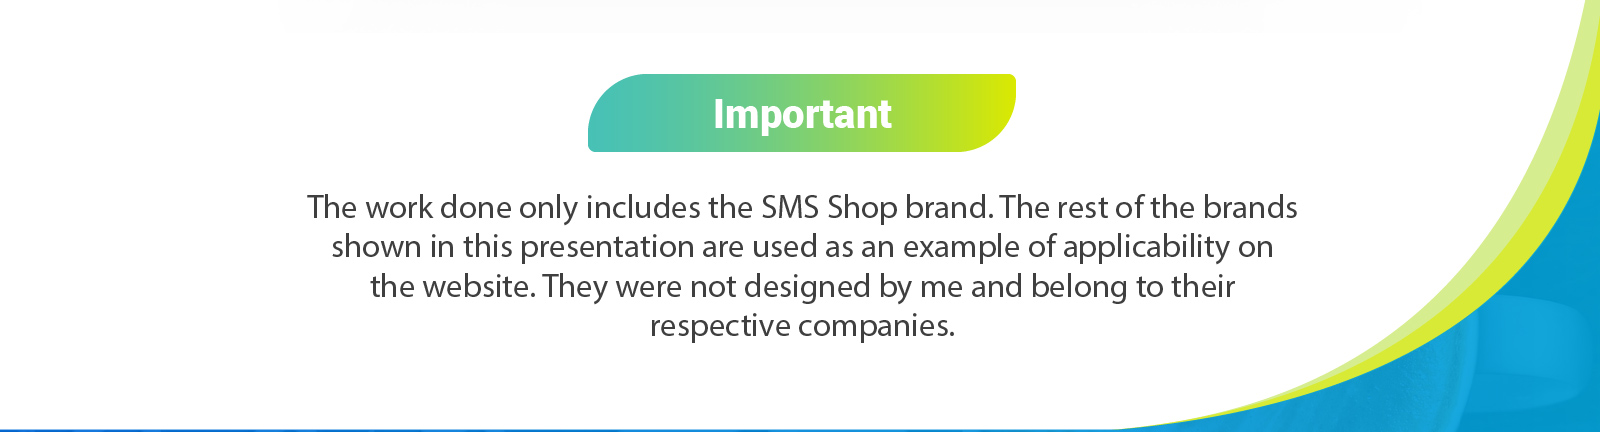 Important
The work done only includes the SMS Shop brand. The rest of the brands
shown in this presentation are used as an example of applicability on
the website. They were not designed by me and belong to their
respective companies.